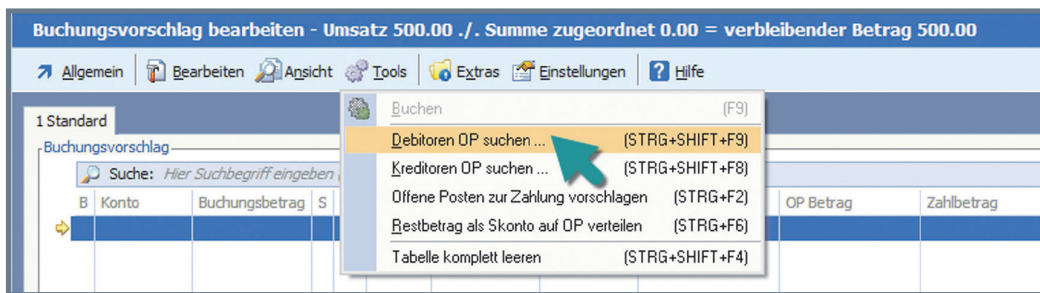 Buchungsvorschlag bearbeiten - Umsatz 500.00 ./. Summe zugeordnet 0.00 = verbleibender Betrag 500.00
Allgemein Bearbeiten Ansicht Tools Extras Einstellungen Hilfe
Buchen (F9)
1 Standard
Debitoren OP suchen ... (STRG+SHIFT+F9)
Buchungsvorschlag
Kreditoren OP suchen ... (STRG+SHIFT+F8)
Suche: Hier Suchbegriff eingeben
Offene Posten zur Zahlung vorschlagen (STRG+F2)
B Konto Buchungsbetrag S OP Betrag Zahlbetrag
Restbetrag als Skonto auf OP verteilen (STRG+F6)
Tabelle komplett leeren (STRG+SHIFT+F4)